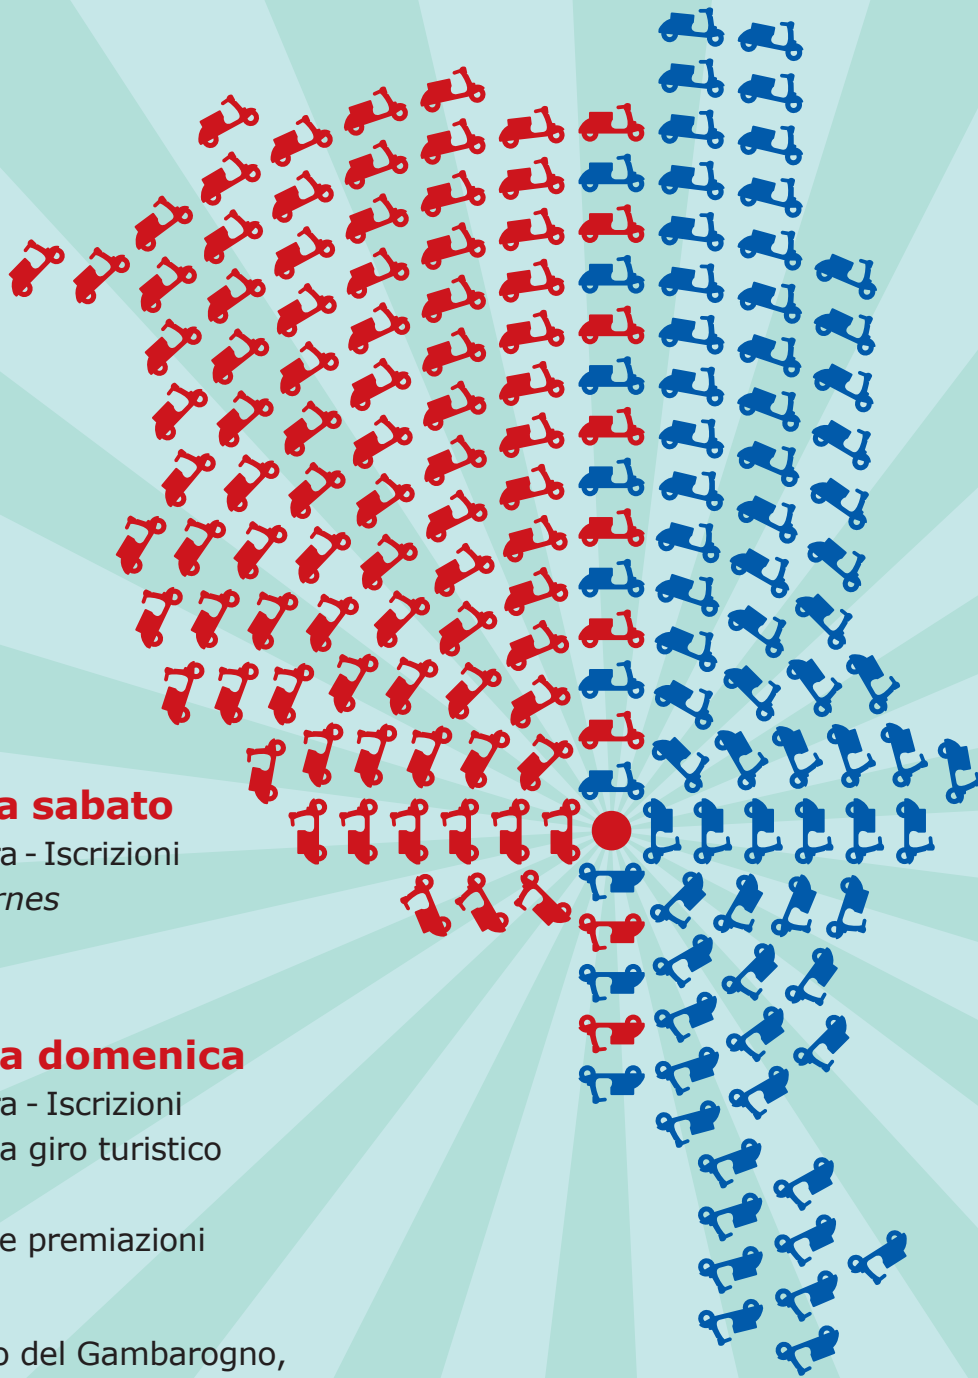 a sabato
ra - Iscrizioni
rnes
a domenica
ra - Iscrizioni
a giro turistico
e premiazioni
o del Gambarogno,